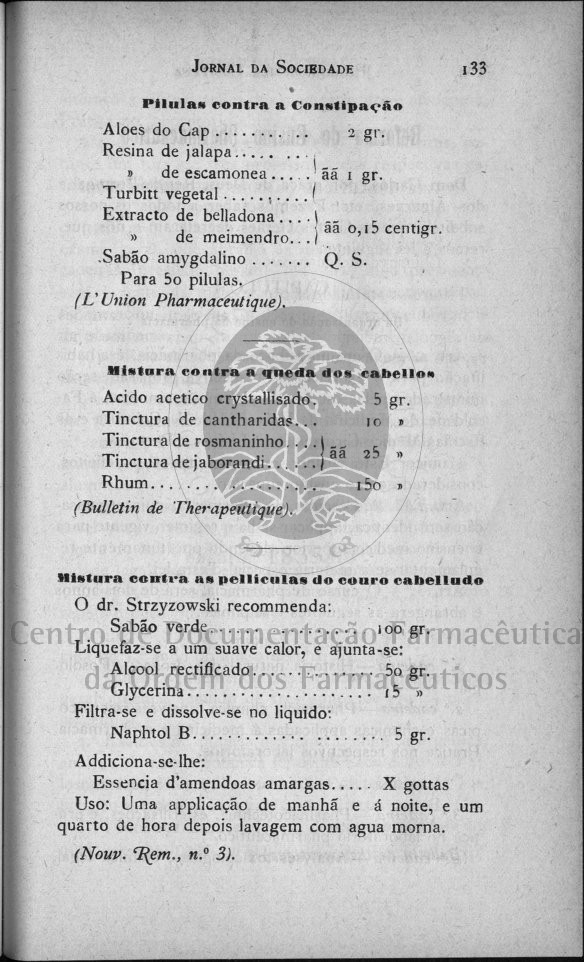 JORNAL DA SOCIEDADE 133
Pilulas contra a Constipação
Aloes do Cap .......... 2 gr.
Resina de jalapa........
» de escamonea..... ãã 1 gr.
Turbitt vegetal ..........
Extracto de belladona ....
» de meimendro... ãã 0,15 centigr.
Sabão amygdalino ....... Q. S.
Para 50 pilulas.
(L'Union Pharmaceutique).
Mistura contra a queda dos cabellos
Acido acetico crystallisado. 5 gr.
Tinctura de cantharidas... 10 »
Tinctura de rosmaninho....
Tinctura de jaborandi...... ãã 25 »
Rhum.................. 150 »
(Bulletin de Therapeutique).
Mistura contra as pelliculas do couro cabelludo
O dr. Strzyzowski recommenda:
Sabão verde................ 100 gr.
Liquefaz-se a um suave calor, e ajunta-se:
Alcool rectificado............ 50 gr.
Glycerina.................. 15 »
Filtra-se e dissolve-se no liquido:
Naphtol B.................. 5 gr.
Addiciona-se-lhe:
Essencia d'amendoas amargas..... X gottas
Uso: Uma applicação de manhã e á noite, e um
quarto de hora depois lavagem com agua morna.
(Nouv. Rem., n.º 3).
Centro de Documentação Farmacêutica
da Ordem dos Farmacêuticos